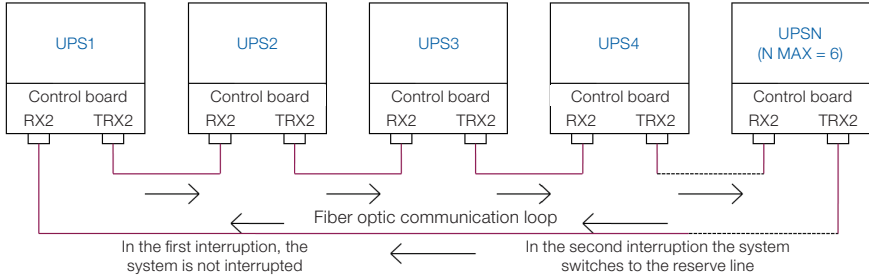 UPS1 UPS2 UPS3 UPS4 UPSN
(N MAX = 6)
Control board Control board Control board Control board Control board
RX2 TRX2 RX2 TRX2 RX2 TRX2 RX2 TRX2 RX2 TRX2
Fiber optic communication loop
In the first interruption, the
system is not interrupted
In the second interruption the system
switches to the reserve line